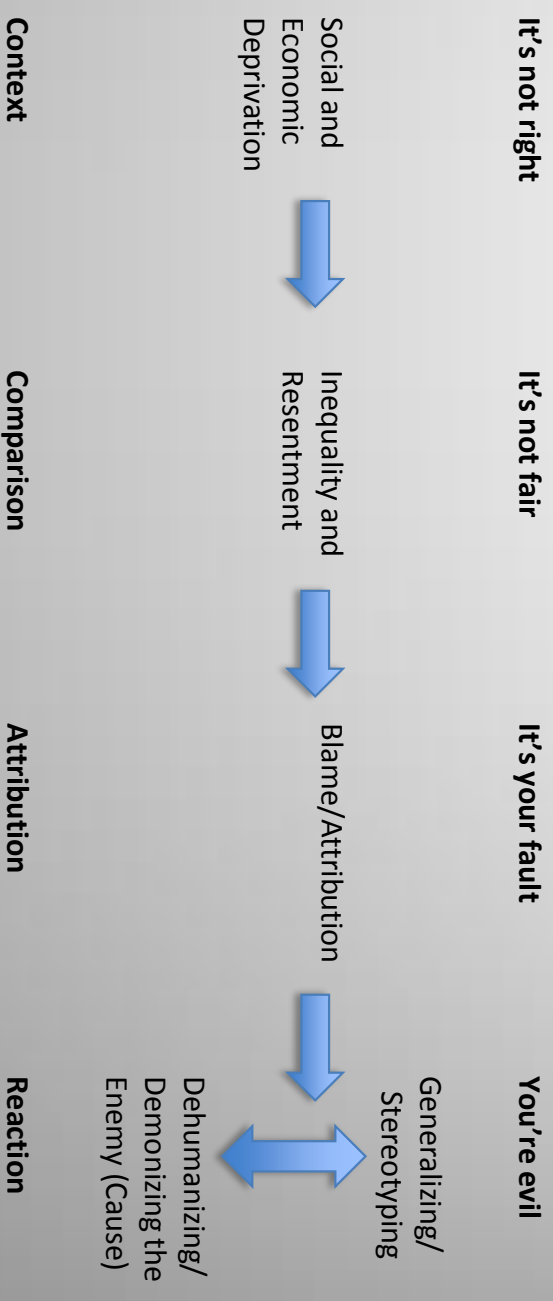 It's not right
It's not fair
It's your fault
You're evil
Social and
Economic
Deprivation
Inequality and
Resentment
Blame/Attribution
Generalizing/
Stereotyping
Dehumanizing/
Demonizing the
Enemy (Cause)
Context
Comparison
Attribution
Reaction